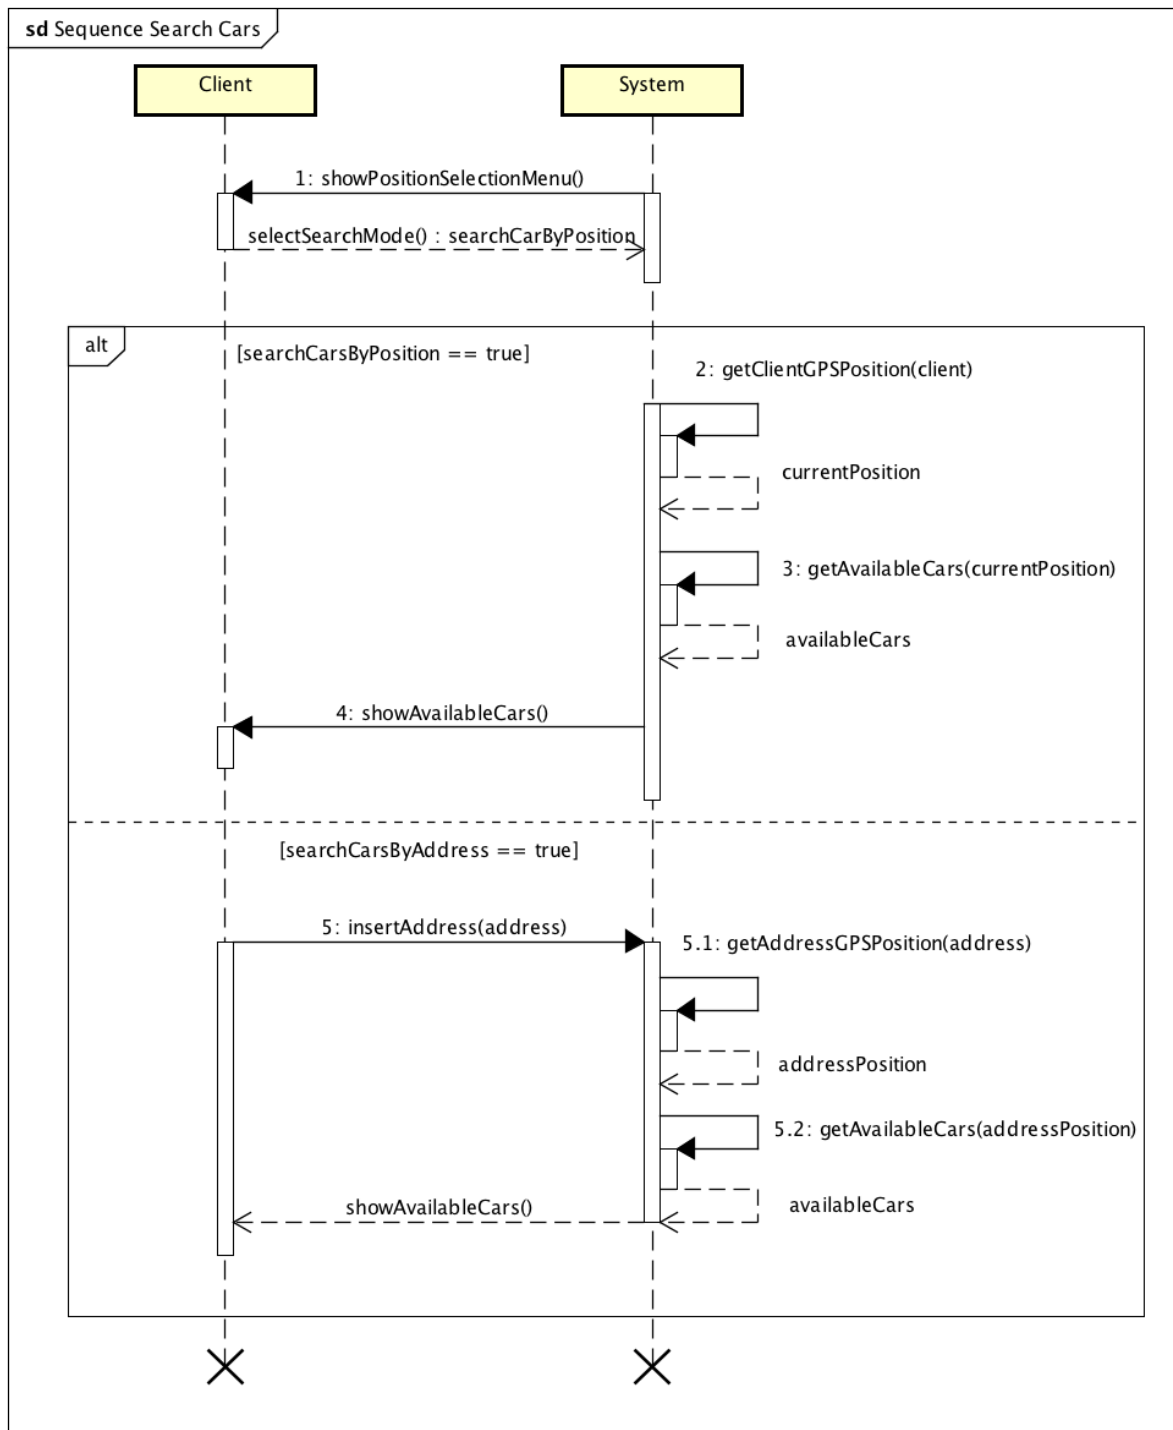 sd Sequence Search Cars
Client
System
1: showPositionSelectionMenu()
selectSearchMode() : searchCarByPosition
alt
[searchCarsByPosition == true]
2: getClientGPSPosition(client)
currentPosition
3: getAvailableCars(currentPosition)
availableCars
4: showAvailableCars()
[searchCarsByAddress == true]
5: insertAddress(address)
5.1: getAddressGPSPosition(address)
addressPosition
5.2: getAvailableCars(addressPosition)
availableCars
showAvailableCars()